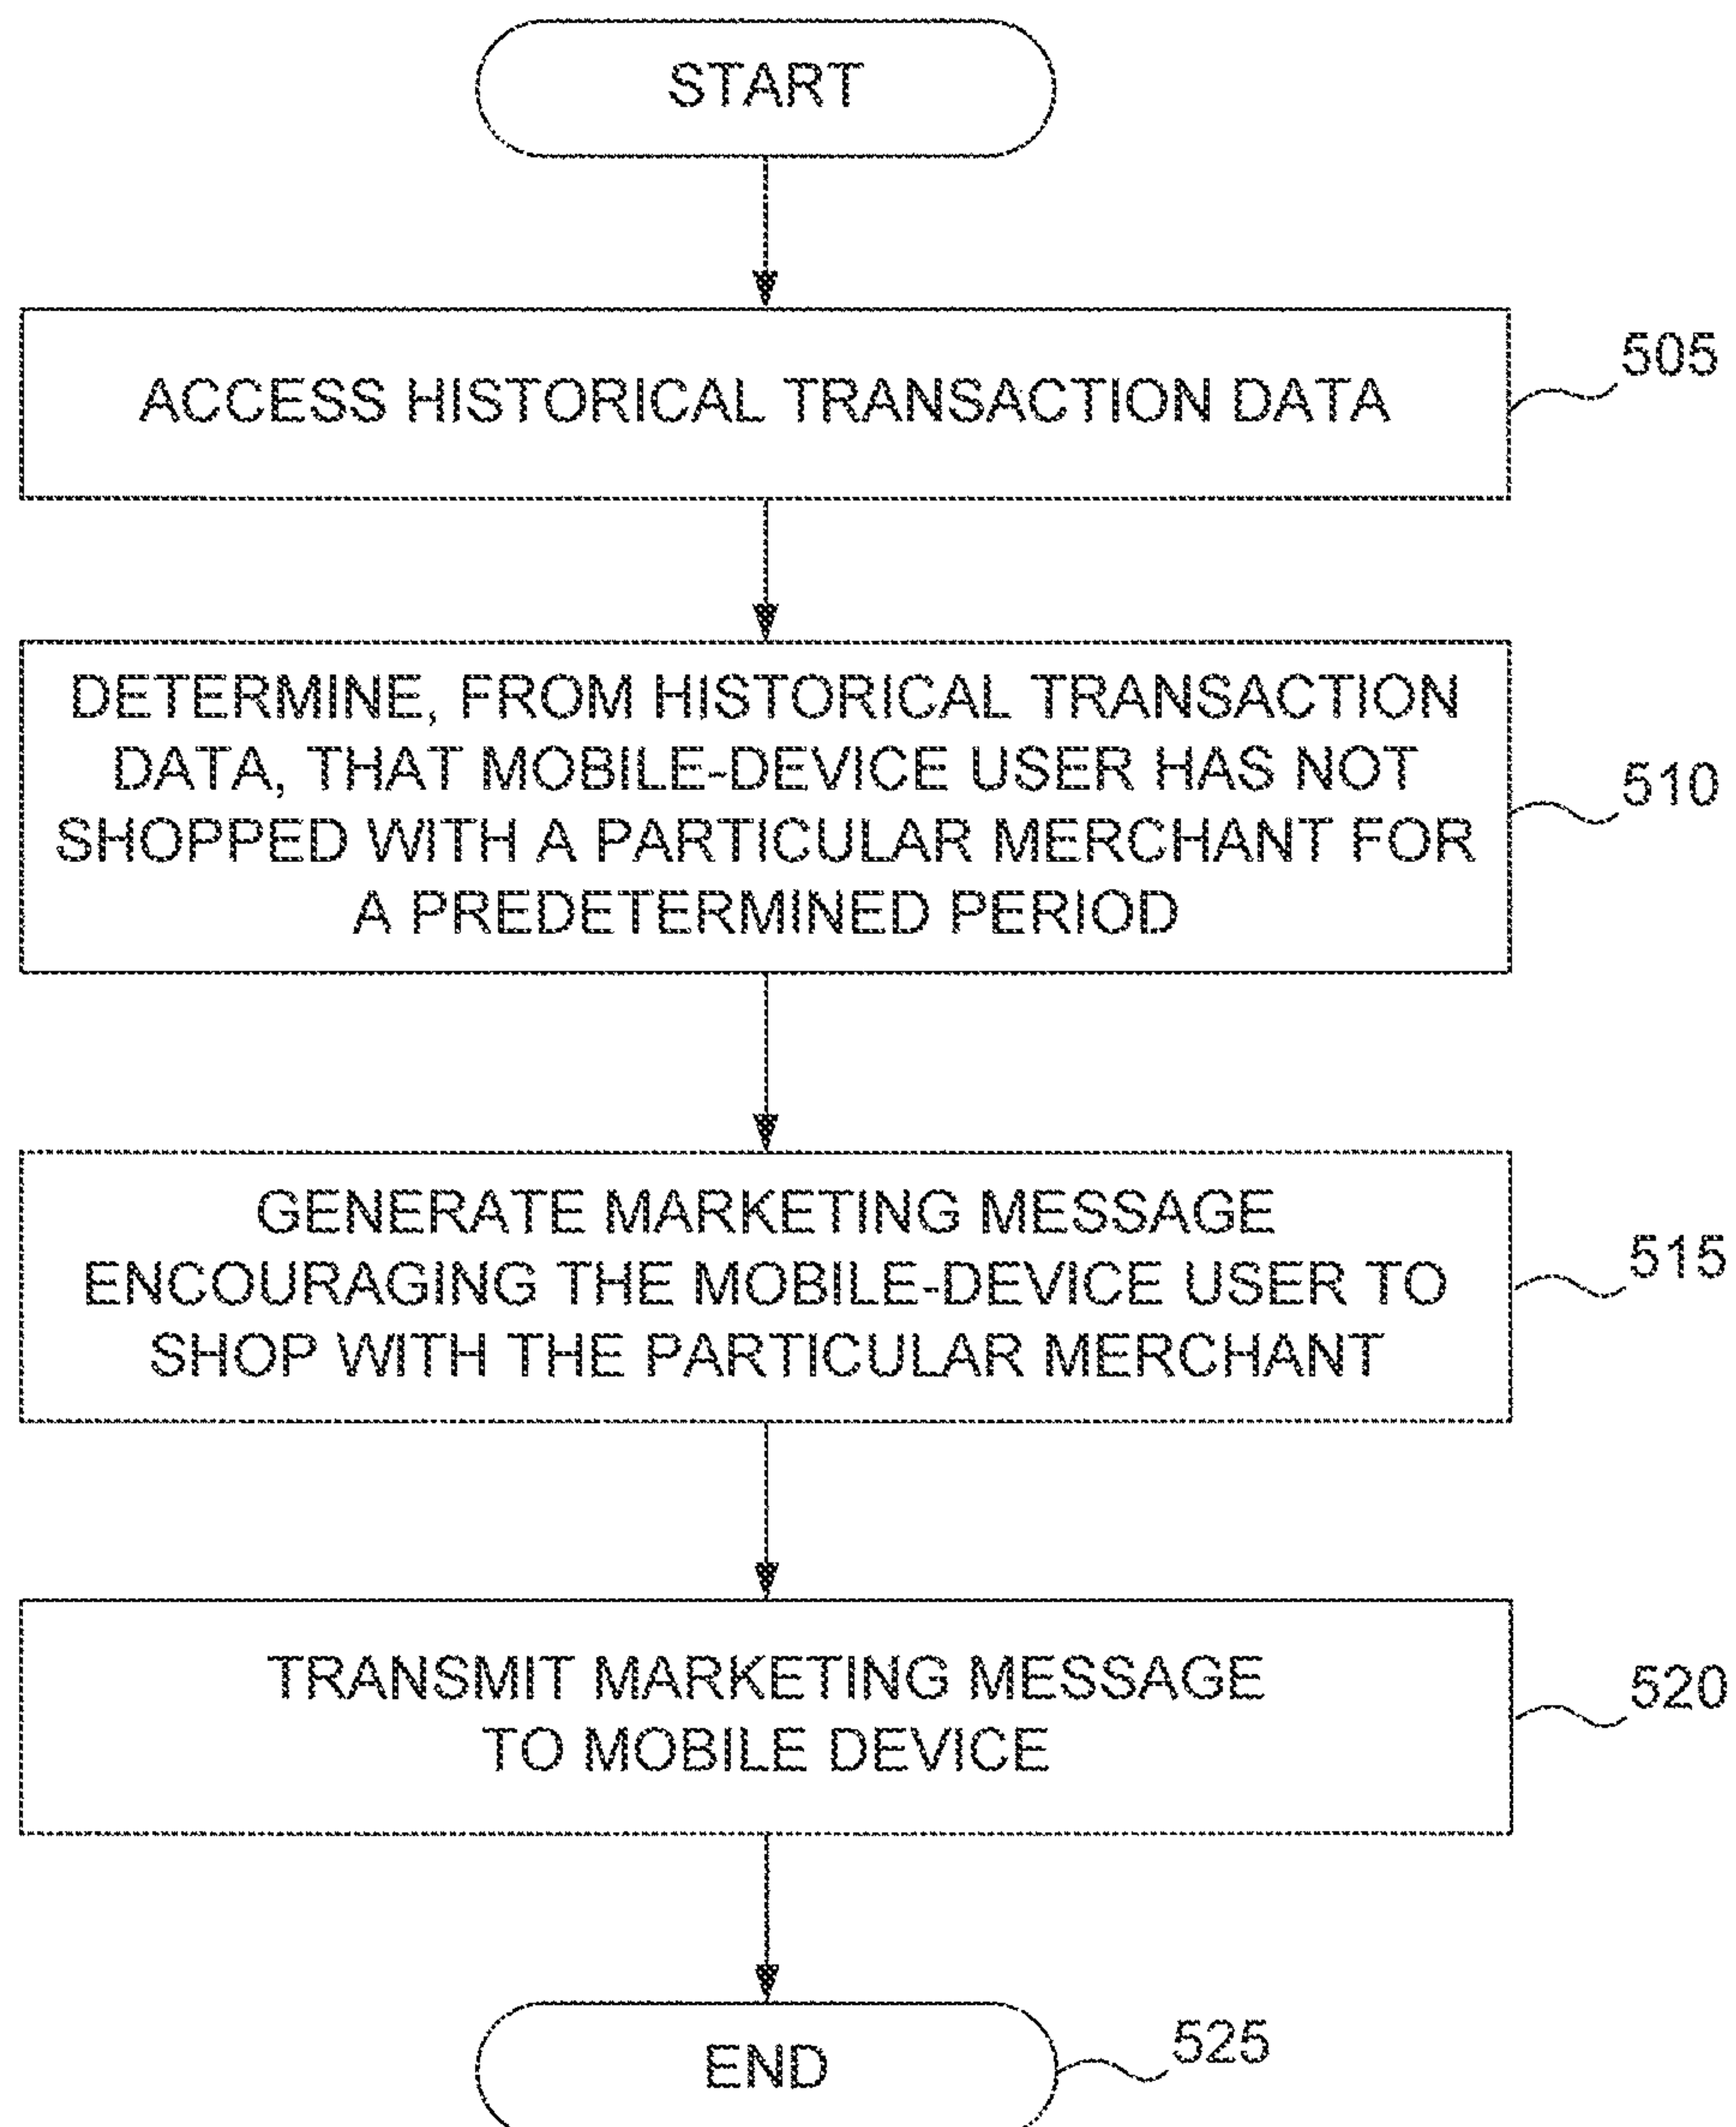 START
ACCESS HISTORICAL TRANSACTION DATA
505
DETERMINE, FROM HISTORICAL TRANSACTION
DATA, THAT MOBILE-DEVICE USER HAS NOT
SHOPPED WITH A PARTICULAR MERCHANT FOR
A PREDETERMINED PERIOD
510
GENERATE MARKETING MESSAGE
ENCOURAGING THE MOBILE-DEVICE USER TO
SHOP WITH THE PARTICULAR MERCHANT
515
TRANSMIT MARKETING MESSAGE
TO MOBILE DEVICE
520
END
525